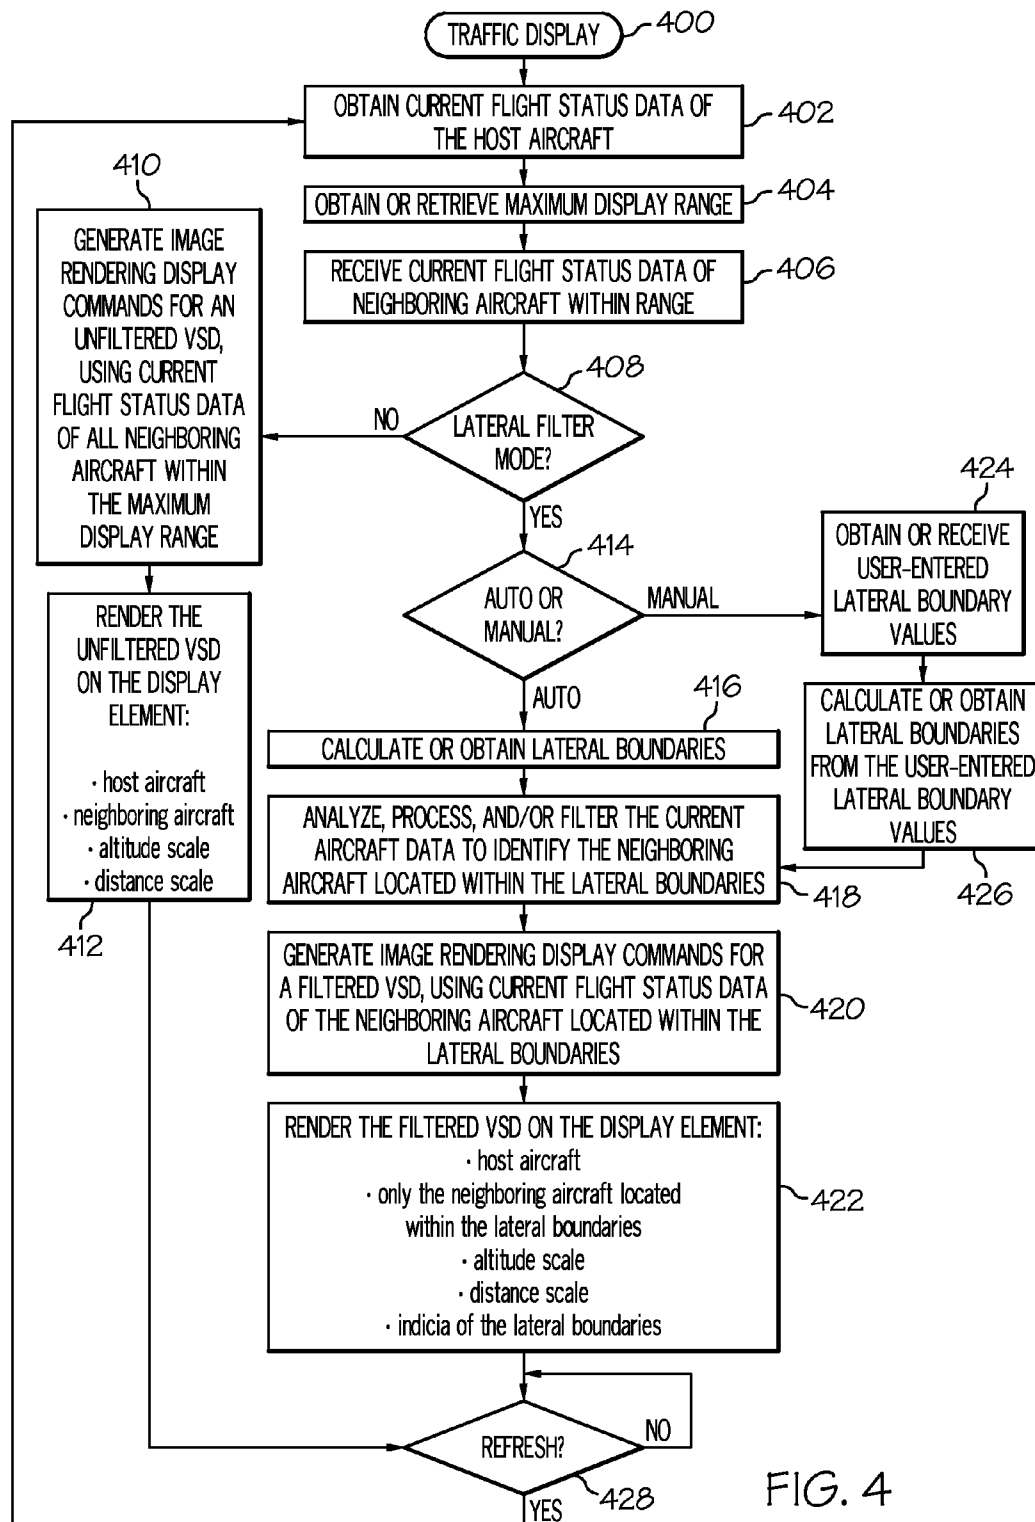 TRAFFIC DISPLAY
400
OBTAIN CURRENT FLIGHT STATUS DATA OF
THE HOST AIRCRAFT
402
OBTAIN OR RETRIEVE MAXIMUM DISPLAY RANGE
404
RECEIVE CURRENT FLIGHT STATUS DATA OF
NEIGHBORING AIRCRAFT WITHIN RANGE
406
LATERAL FILTER
MODE?
408
NO
YES
410
GENERATE IMAGE
RENDERING DISPLAY
COMMANDS FOR AN
UNFILTERED VSD,
USING CURRENT
FLIGHT STATUS DATA
OF ALL NEIGHBORING
AIRCRAFT WITHIN
THE MAXIMUM
DISPLAY RANGE
RENDER THE
UNFILTERED VSD
ON THE DISPLAY
ELEMENT:
· host aircraft
· neighboring aircraft
· altitude scale
· distance scale
412
AUTO OR
MANUAL?
414
MANUAL
AUTO
424
OBTAIN OR RECEIVE
USER-ENTERED
LATERAL BOUNDARY
VALUES
CALCULATE OR OBTAIN
LATERAL BOUNDARIES
FROM THE USER-ENTERED
LATERAL BOUNDARY
VALUES
426
416
CALCULATE OR OBTAIN LATERAL BOUNDARIES
ANALYZE, PROCESS, AND/OR FILTER THE CURRENT
AIRCRAFT DATA TO IDENTIFY THE NEIGHBORING
AIRCRAFT LOCATED WITHIN THE LATERAL BOUNDARIES
418
GENERATE IMAGE RENDERING DISPLAY COMMANDS FOR
A FILTERED VSD, USING CURRENT FLIGHT STATUS DATA
OF THE NEIGHBORING AIRCRAFT LOCATED WITHIN THE
LATERAL BOUNDARIES
420
RENDER THE FILTERED VSD ON THE DISPLAY ELEMENT:
· host aircraft
· only the neighboring aircraft located
within the lateral boundaries
· altitude scale
· distance scale
· indicia of the lateral boundaries
422
REFRESH?
NO
428
YES
FIG. 4